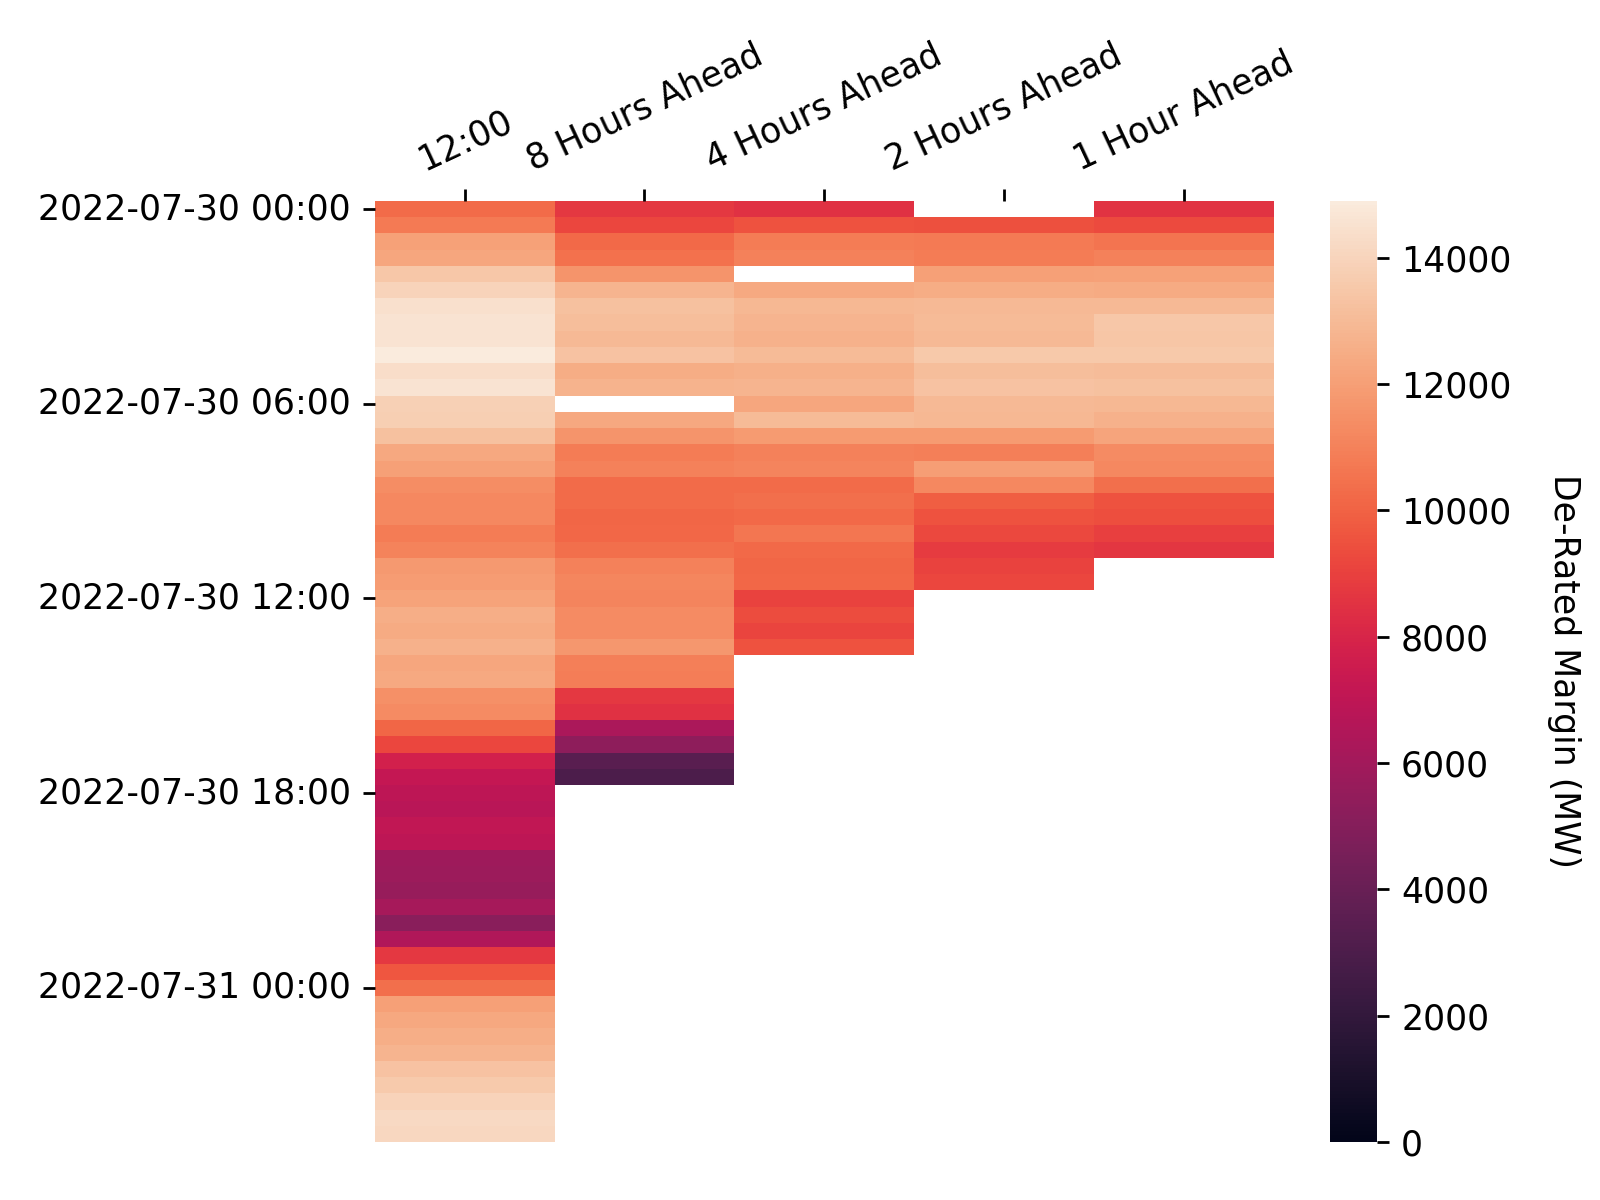 12:00
8 Hours Ahead
4 Hours Ahead
2 Hours Ahead
1 Hour Ahead
2022-07-30 00:00
2022-07-30 06:00
2022-07-30 12:00
2022-07-30 18:00
2022-07-31 00:00
14000
12000
10000
8000
6000
4000
2000
0
De-Rated Margin (MW)